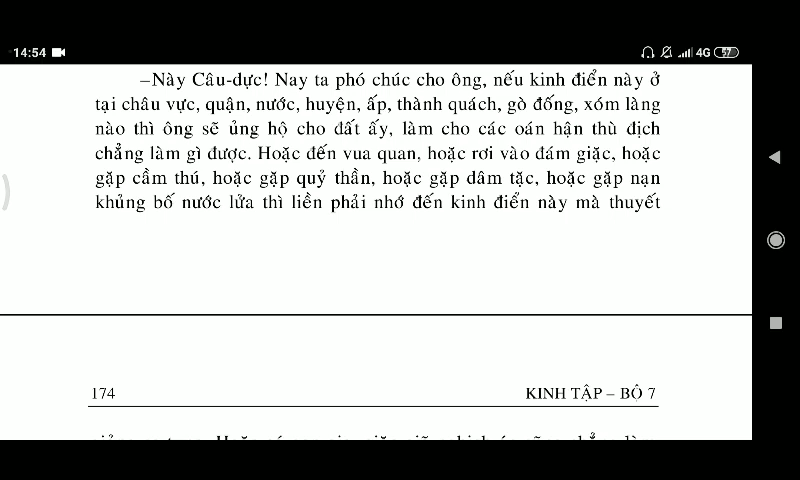 14:54
4G 57
–Này Câu-dực! Nay ta phó chúc cho ông, nếu kinh điển này ở
tại châu vực, quận, nước, huyện, ấp, thành quách, gò đống, xóm làng
nào thì ông sẽ ủng hộ cho đất ấy, làm cho các oán hận thù địch
chẳng làm gì được. Hoặc đến vua quan, hoặc rơi vào đám giặc, hoặc
gặp cầm thú, hoặc gặp quỷ thần, hoặc gặp dâm tặc, hoặc gặp nạn
khủng bố nước lửa thì liền phải nhớ đến kinh điển này mà thuyết
174 KINH TẬP – BỘ 7